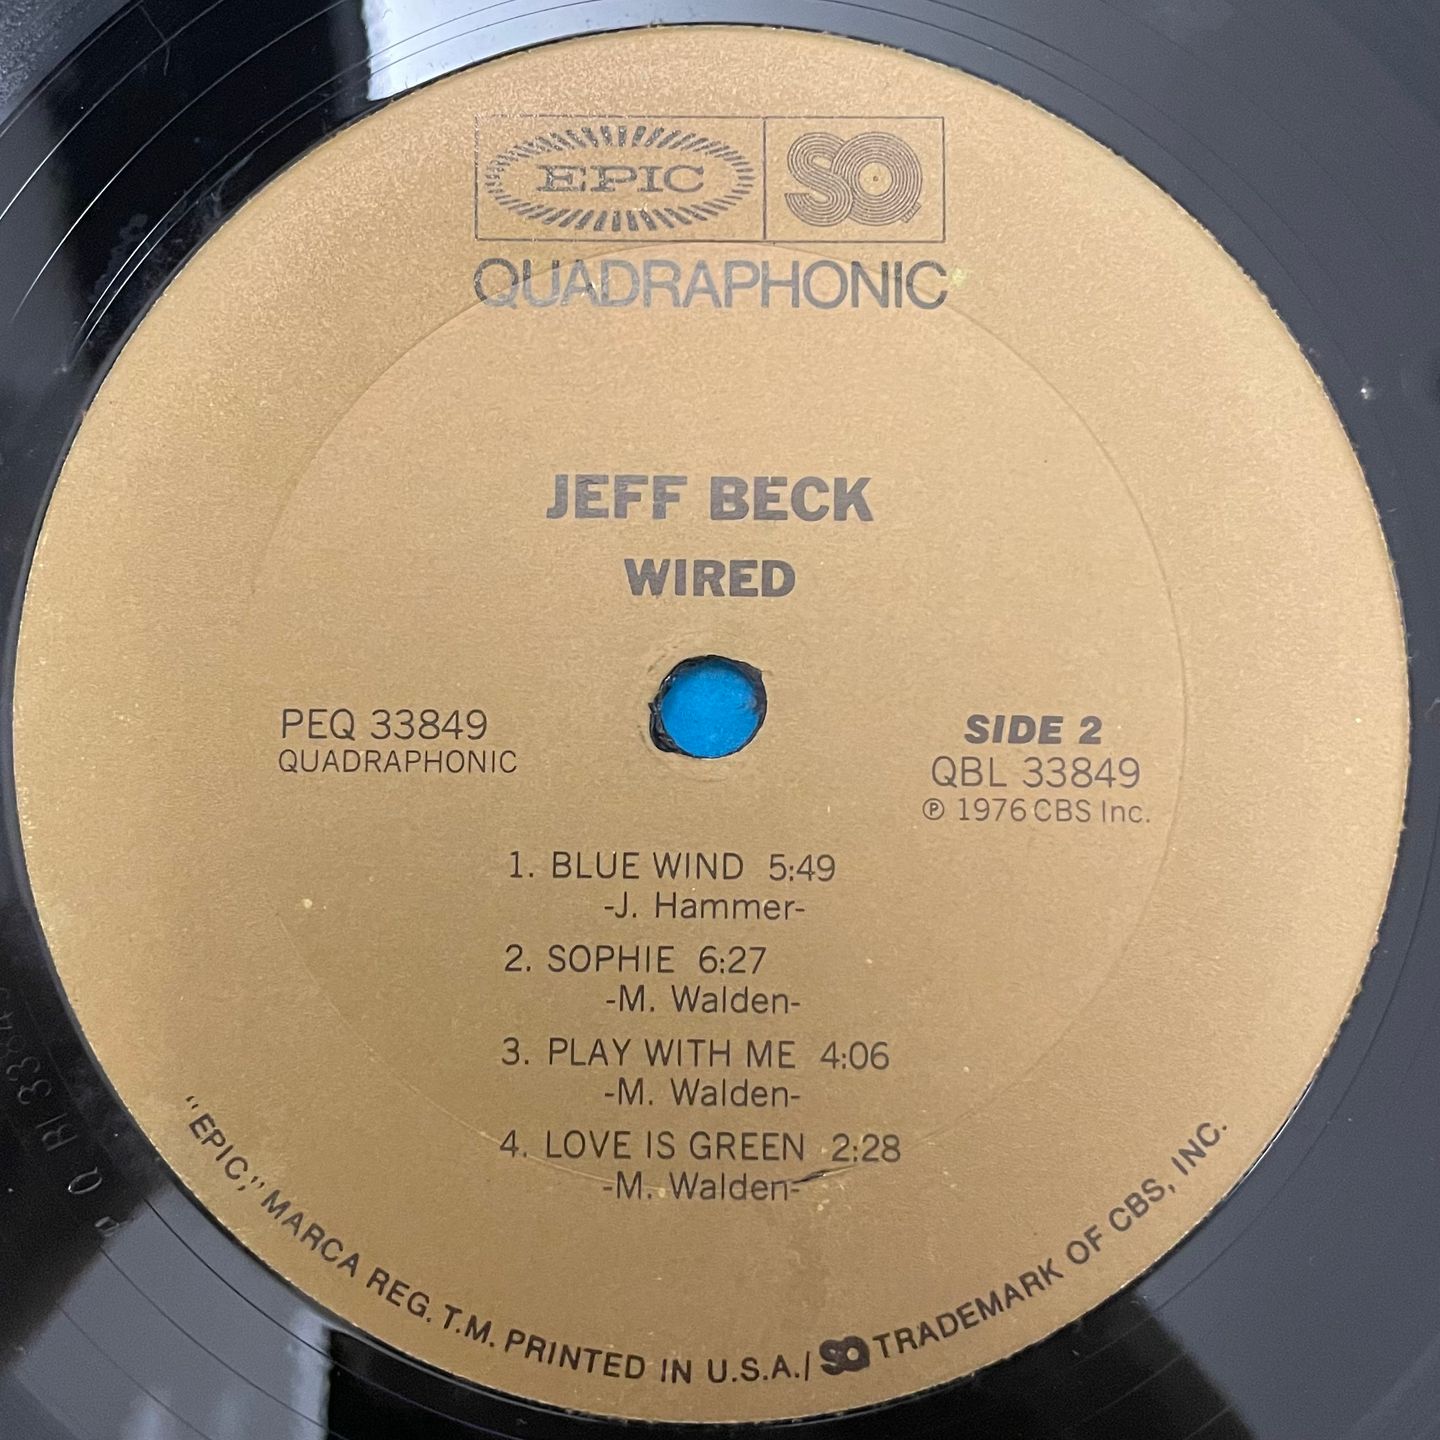 EPIC SQ
QUADRAPHONIC
JEFF BECK
WIRED
PEQ 33849
QUADRAPHONIC
SIDE 2
QBL 33849
℗ 1976 CBS Inc.
1. BLUE WIND 5:49
-J. Hammer-
2. SOPHIE 6:27
-M. Walden-
3. PLAY WITH ME 4:06
-M. Walden-
4. LOVE IS GREEN 2:28
-M. Walden-
"EPIC," MARCA REG. T.M. PRINTED IN U.S.A./ SQ TRADEMARK OF CBS, INC.